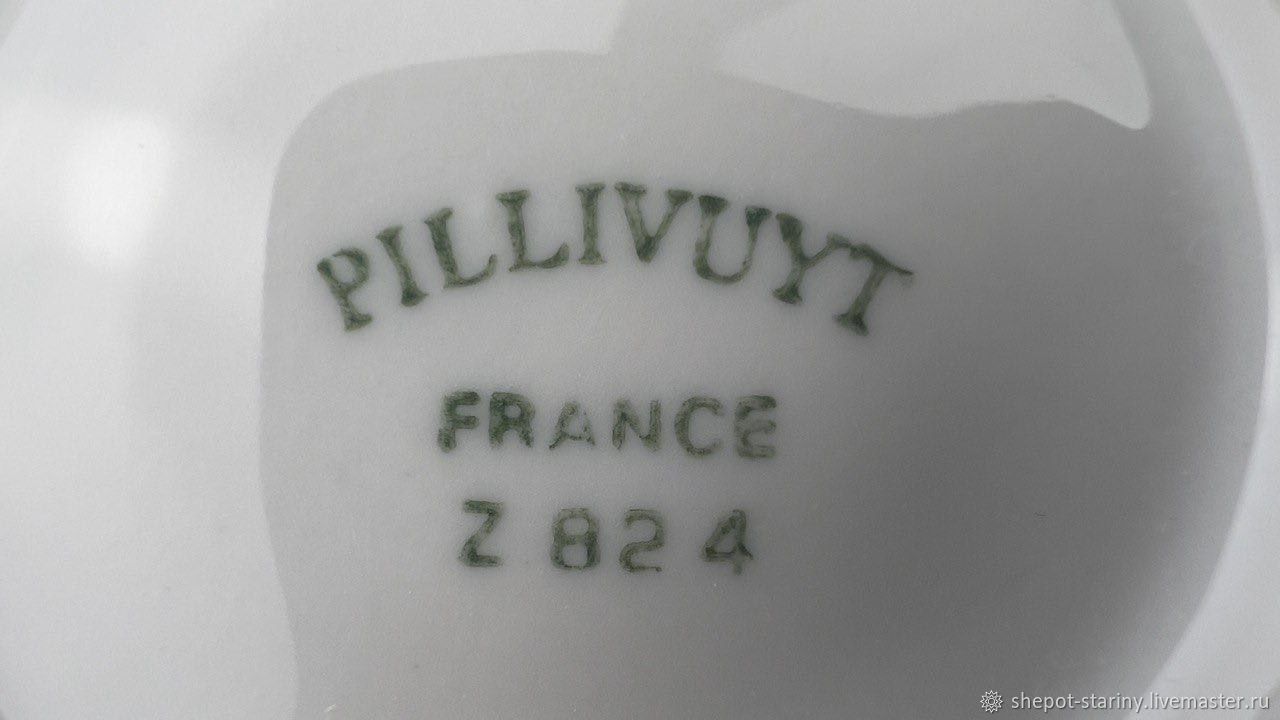 PILLIVUYT
FRANCE
Z 824
shepot-stariny.livemaster.ru